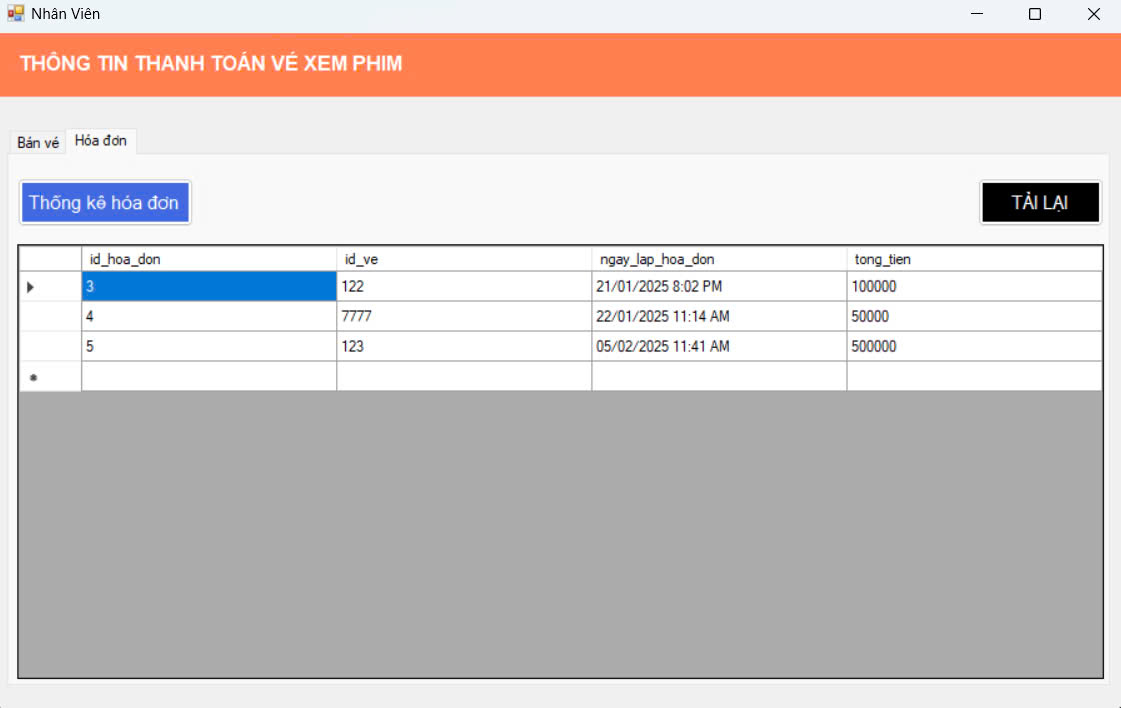 Nhân Viên
THÔNG TIN THANH TOÁN VÉ XEM PHIM
Bán vé Hóa đơn
Thống kê hóa đơn TẢI LẠI
id_hoa_don id_ve ngay_lap_hoa_don tong_tien
3 122 21/01/2025 8:02 PM 100000
4 7777 22/01/2025 11:14 AM 50000
5 123 05/02/2025 11:41 AM 500000